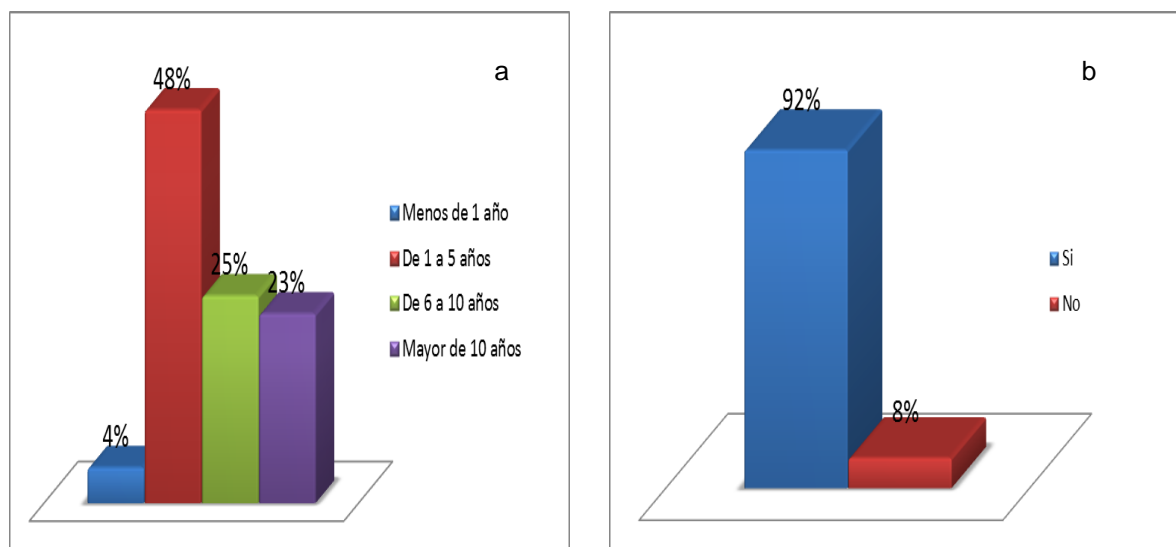 a
48%
25%
23%
4%
Menos de 1 año
De 1 a 5 años
De 6 a 10 años
Mayor de 10 años
b
92%
8%
Si
No